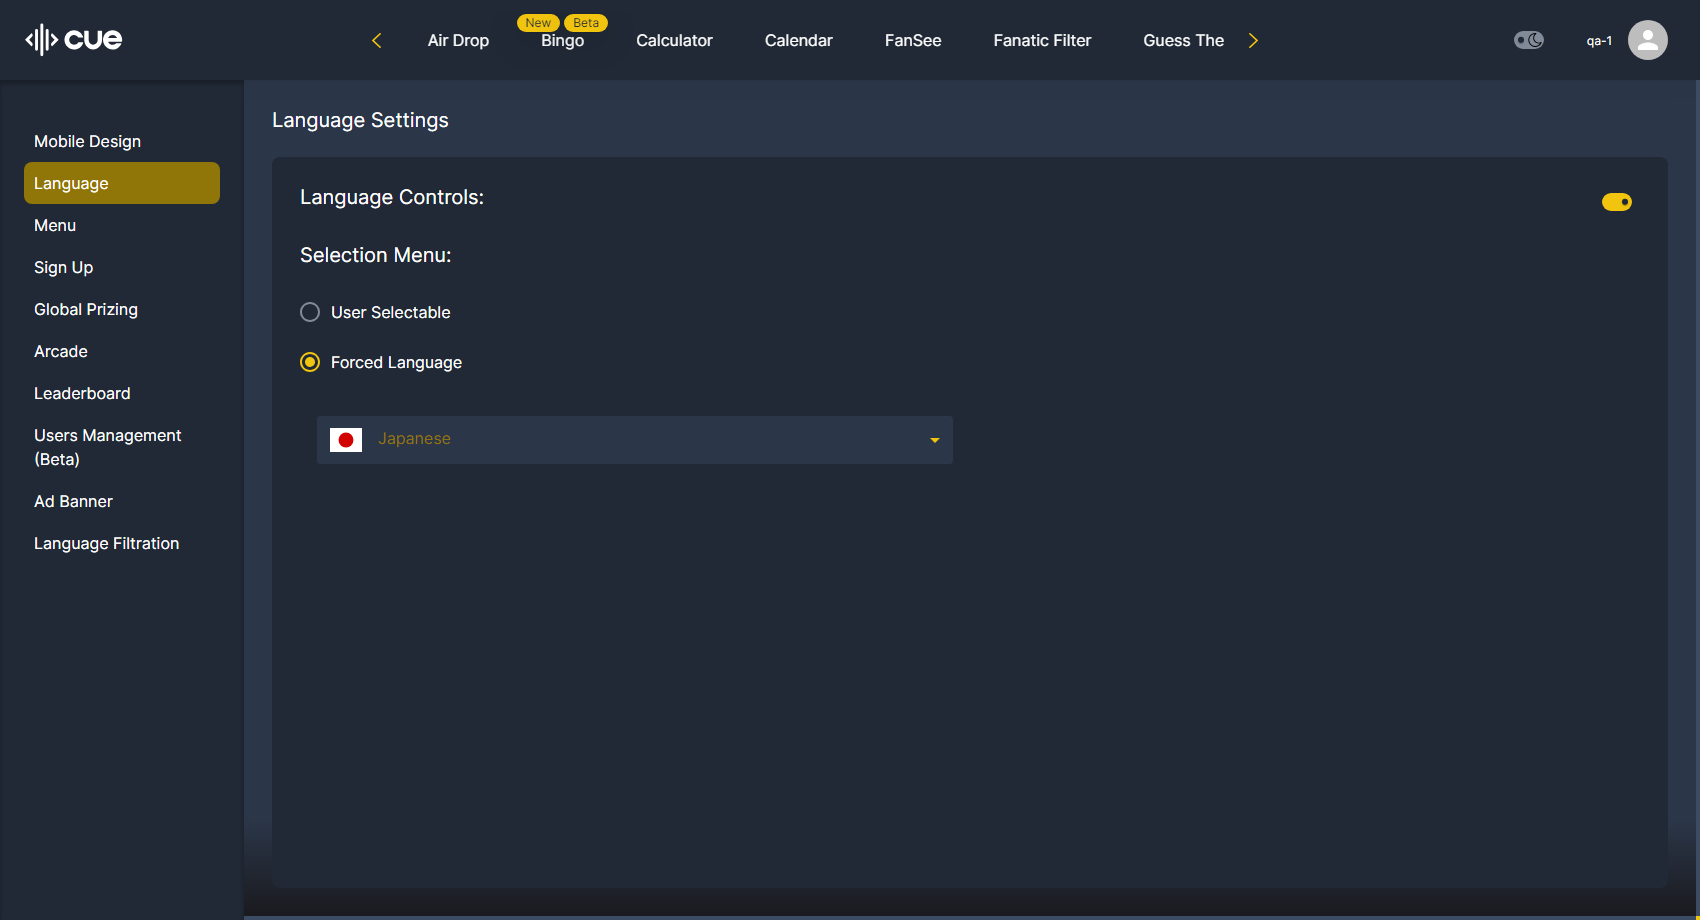 cue
New
Beta
Air Drop
Bingo
Calculator
Calendar
FanSee
Fanatic Filter
Guess The
qa-1
Mobile Design
Language
Menu
Sign Up
Global Prizing
Arcade
Leaderboard
Users Management
(Beta)
Ad Banner
Language Filtration
Language Settings
Language Controls:
Selection Menu:
User Selectable
Forced Language
Japanese